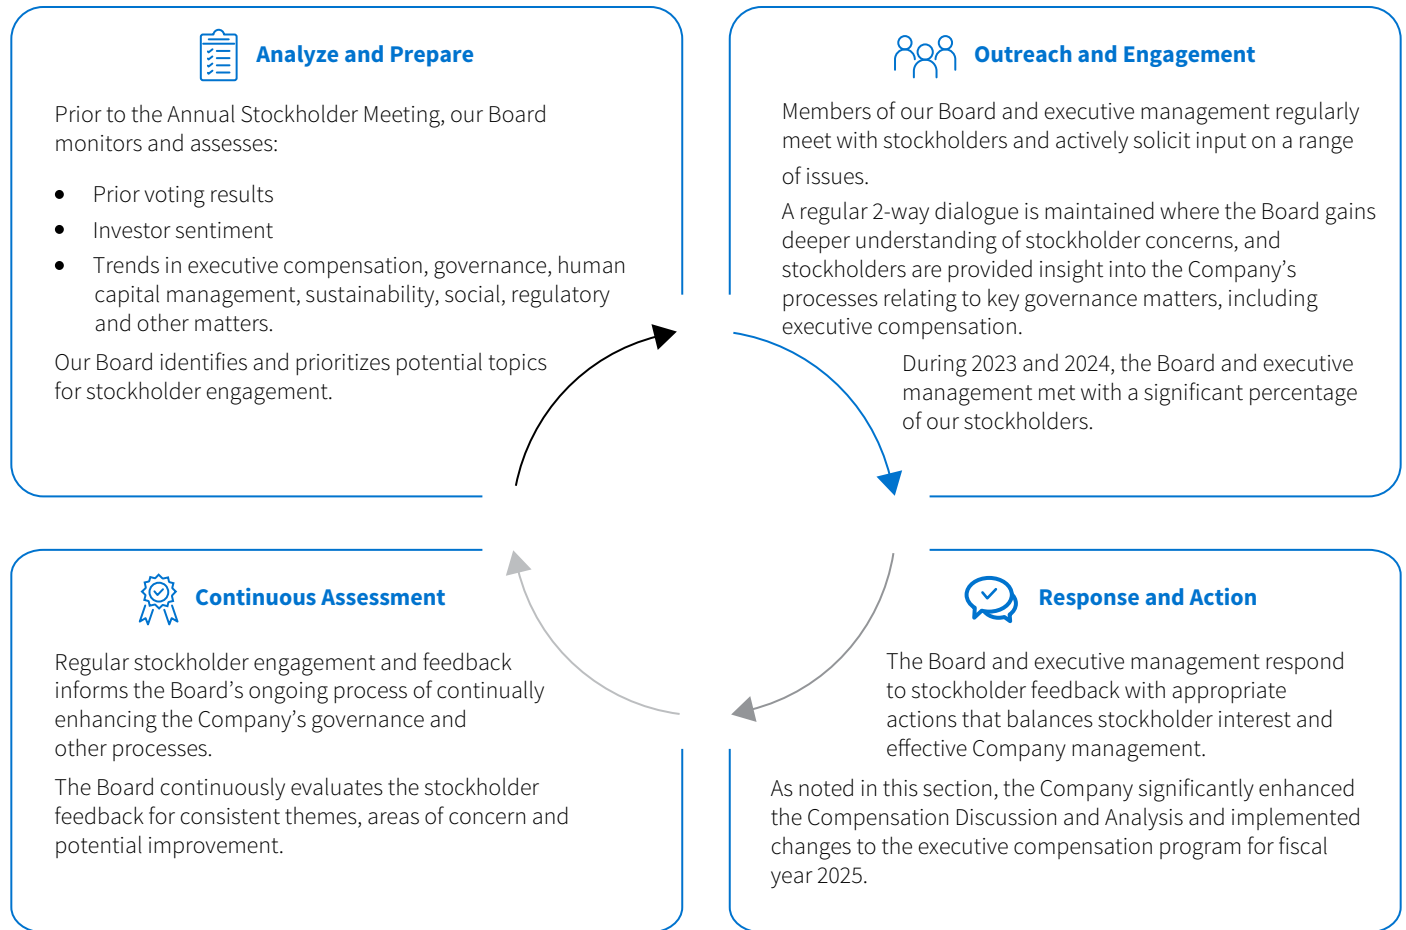 Analyze and Prepare
Prior to the Annual Stockholder Meeting, our Board
monitors and assesses:
• Prior voting results
• Investor sentiment
• Trends in executive compensation, governance, human
capital management, sustainability, social, regulatory
and other matters.
Our Board identifies and prioritizes potential topics
for stockholder engagement.
Outreach and Engagement
Members of our Board and executive management regularly
meet with stockholders and actively solicit input on a range
of issues.
A regular 2-way dialogue is maintained where the Board gains
deeper understanding of stockholder concerns, and
stockholders are provided insight into the Company’s
processes relating to key governance matters, including
executive compensation.
During 2023 and 2024, the Board and executive
management met with a significant percentage
of our stockholders.
Continuous Assessment
Regular stockholder engagement and feedback
informs the Board’s ongoing process of continually
enhancing the Company’s governance and
other processes.
The Board continuously evaluates the stockholder
feedback for consistent themes, areas of concern and
potential improvement.
Response and Action
The Board and executive management respond
to stockholder feedback with appropriate
actions that balances stockholder interest and
effective Company management.
As noted in this section, the Company significantly enhanced
the Compensation Discussion and Analysis and implemented
changes to the executive compensation program for fiscal
year 2025.